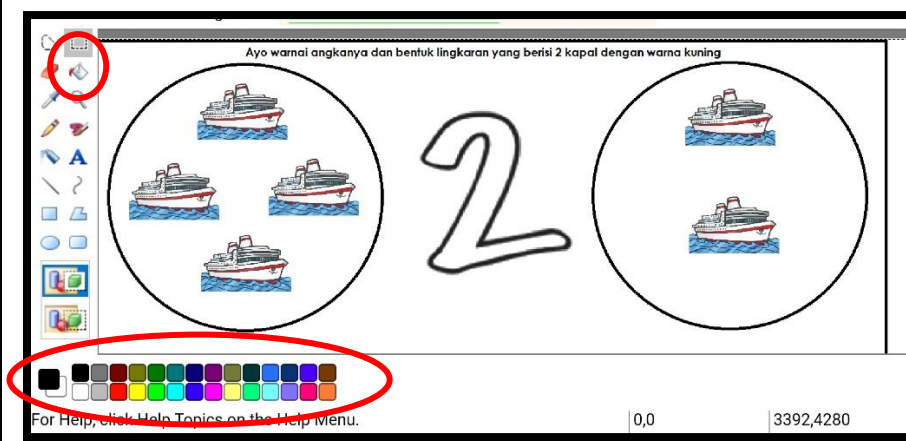 Ayo warnai angkanya dan bentuk lingkaran yang berisi 2 kapal dengan warna kuning
2
A
For Help, click Help Topics on the Help Menu.
0,0
3392,4280